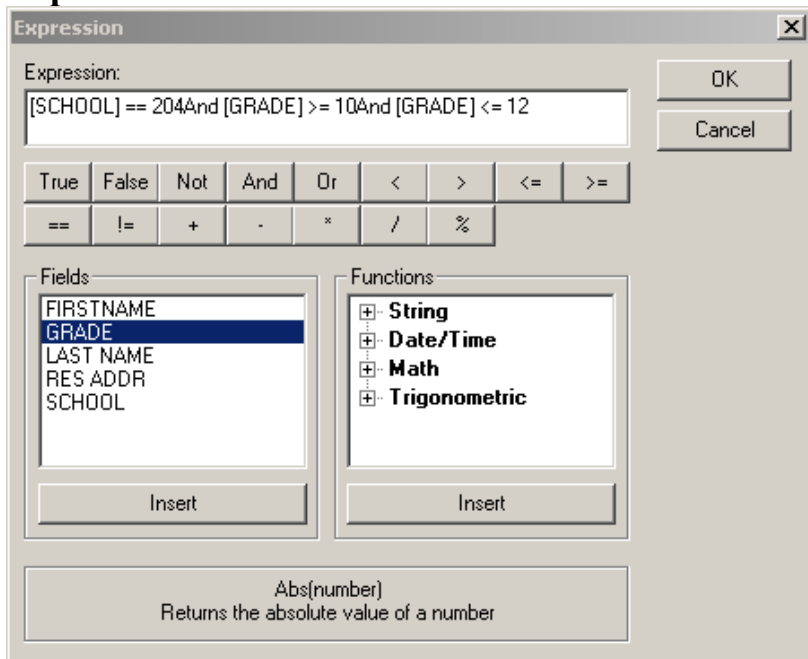 Expression
Expression:
OK
[SCHOOL] == 204And [GRADE] >= 10And [GRADE] <= 12
Cancel
True False Not And Or < > <= >=
== != + - * / %
Fields
FIRSTNAME
GRADE
LAST NAME
RES ADDR
SCHOOL
Insert
Functions
String
Date/Time
Math
Trigonometric
Insert
Abs(number)
Returns the absolute value of a number